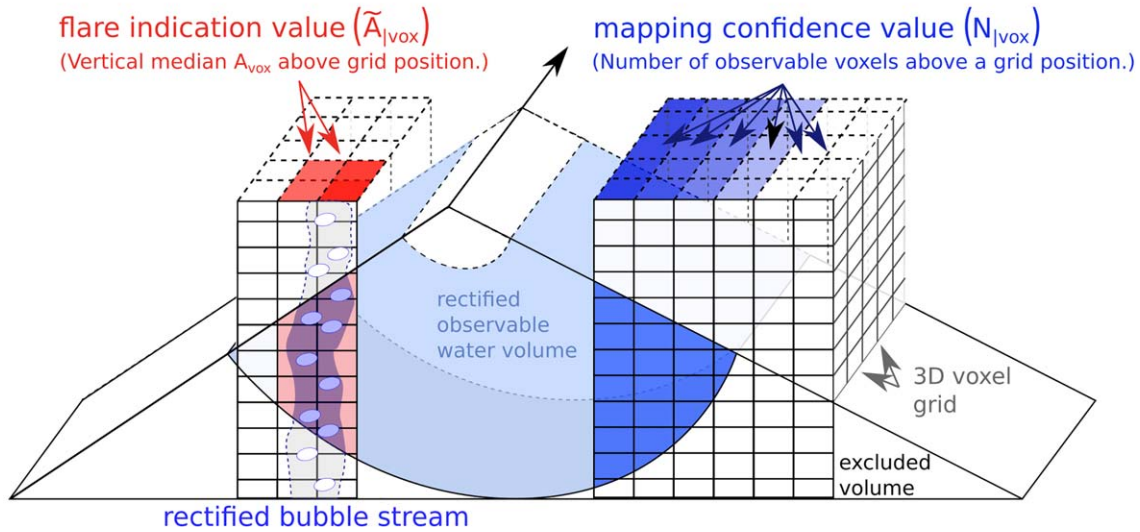 flare indication value (Ã|vox)
(Vertical median Avox above grid position.)
mapping confidence value (N|vox)
(Number of observable voxels above a grid position.)
rectified
observable
water volume
3D voxel
grid
excluded
volume
rectified bubble stream